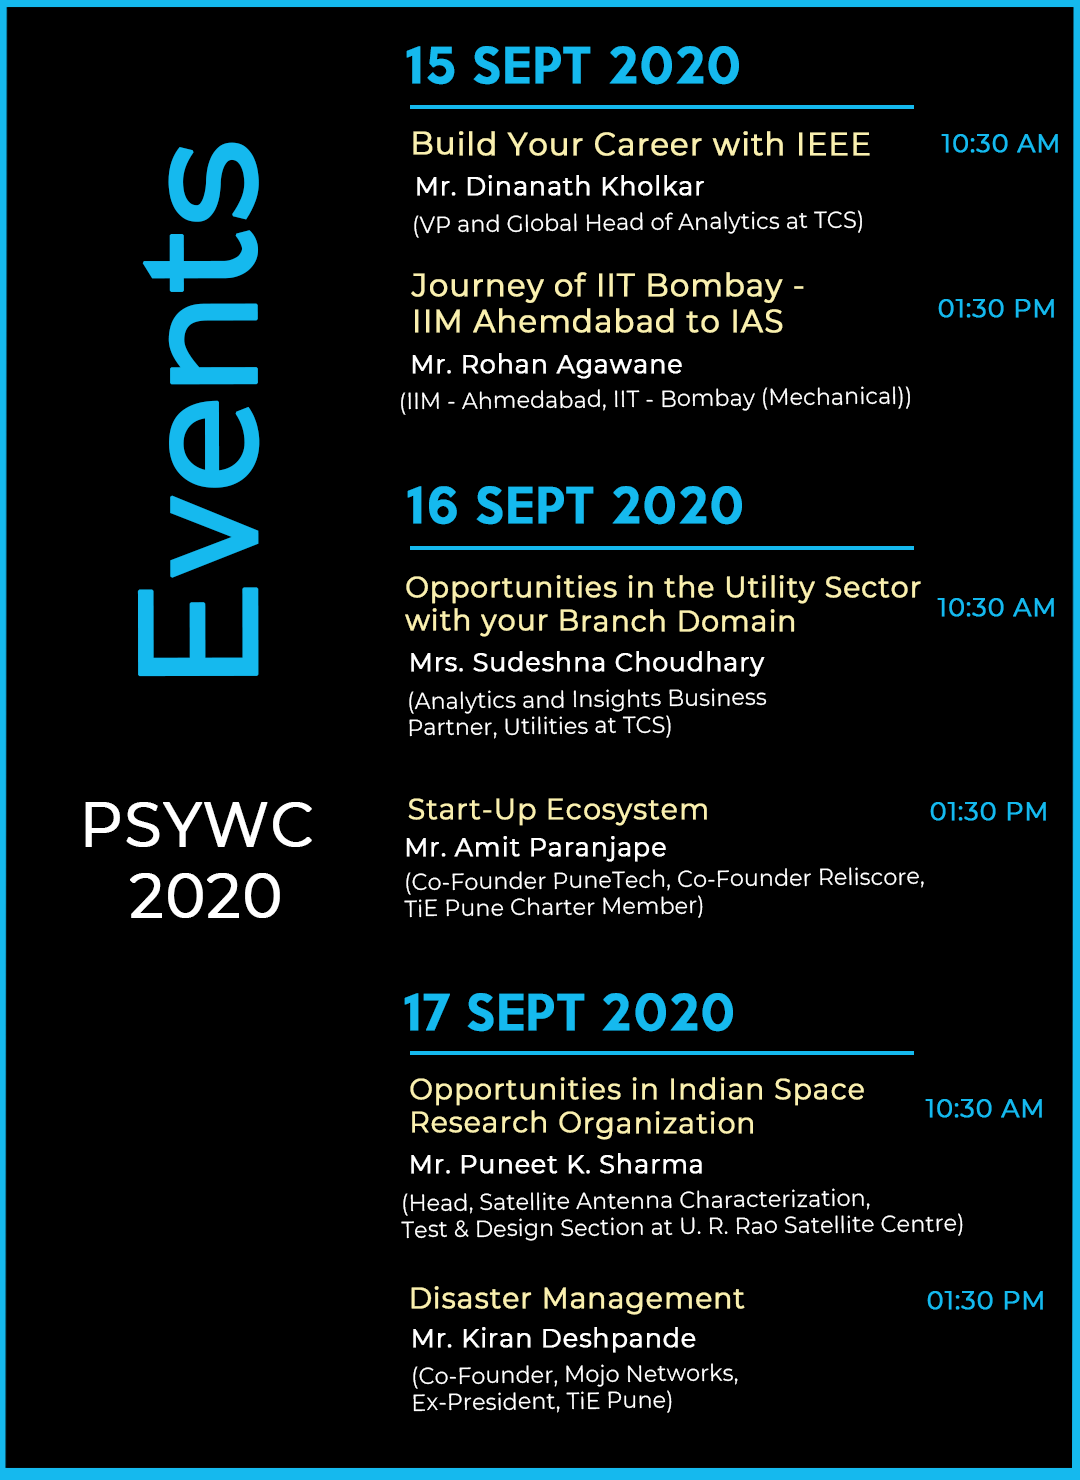 Events
PSYWC
2020
15 SEPT 2020
Build Your Career with IEEE
10:30 AM
Mr. Dinanath Kholkar
(VP and Global Head of Analytics at TCS)
Journey of IIT Bombay -
IIM Ahemdabad to IAS
01:30 PM
Mr. Rohan Agawane
(IIM - Ahmedabad, IIT - Bombay (Mechanical))
16 SEPT 2020
Opportunities in the Utility Sector
with your Branch Domain
10:30 AM
Mrs. Sudeshna Choudhary
(Analytics and Insights Business
Partner, Utilities at TCS)
Start-Up Ecosystem
01:30 PM
Mr. Amit Paranjape
(Co-Founder PuneTech, Co-Founder Reliscore,
TiE Pune Charter Member)
17 SEPT 2020
Opportunities in Indian Space
Research Organization
10:30 AM
Mr. Puneet K. Sharma
(Head, Satellite Antenna Characterization,
Test & Design Section at U. R. Rao Satellite Centre)
Disaster Management
01:30 PM
Mr. Kiran Deshpande
(Co-Founder, Mojo Networks,
Ex-President, TiE Pune)